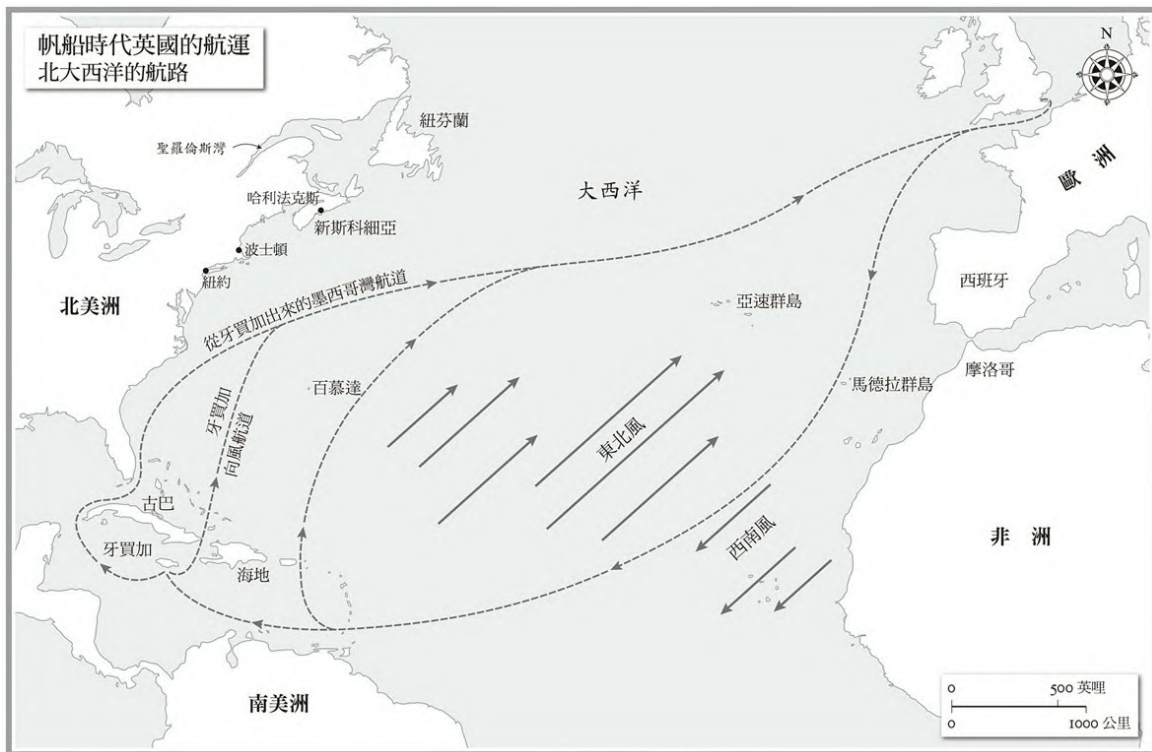 帆船時代英國的航運
北大西洋的航路
N
紐芬蘭
聖羅倫斯灣
歐洲
大西洋
哈利法克斯
新斯科細亞
波士頓
紐約
西班牙
北美洲
從牙買加出來的墨西哥灣航道
亞速群島
摩洛哥
百慕達
馬德拉群島
牙買加
向風航道
東北風
古巴
西南風
非洲
牙買加
海地
南美洲
0 500 英哩
0 1000 公里